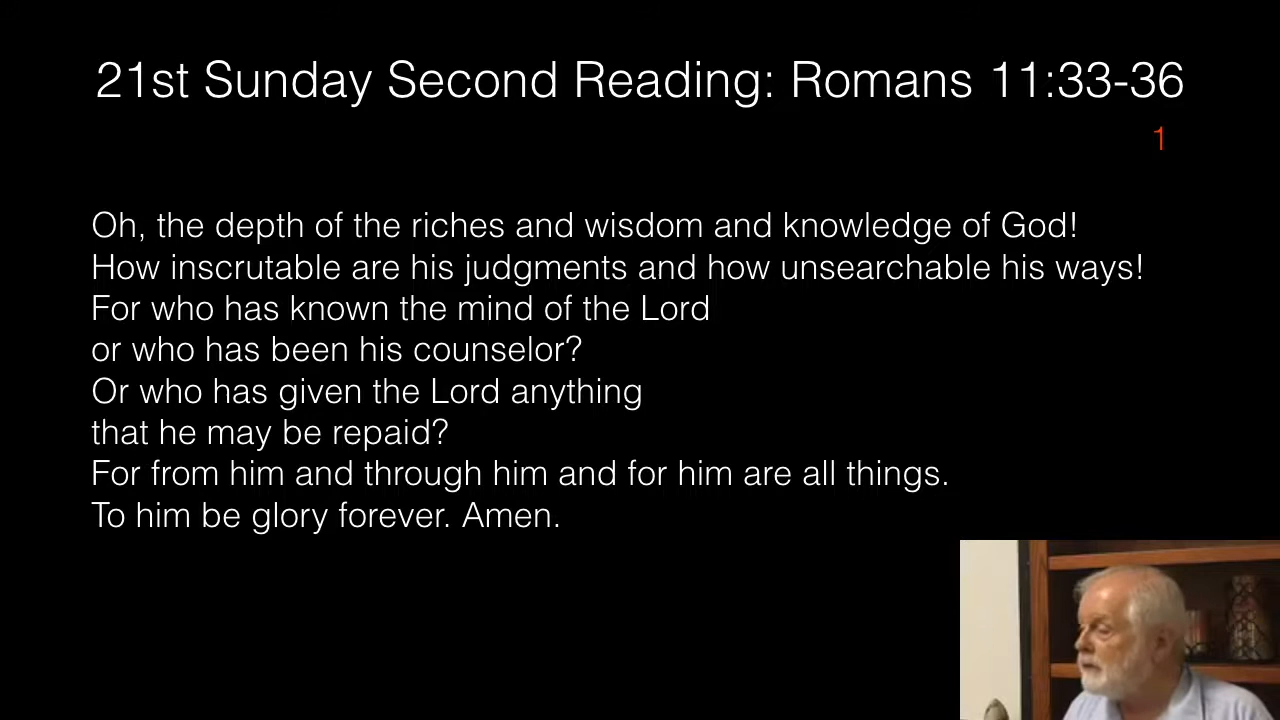 21st Sunday Second Reading: Romans 11:33-36
1
Oh, the depth of the riches and wisdom and knowledge of God!
How inscrutable are his judgments and how unsearchable his ways!
For who has known the mind of the Lord
or who has been his counselor?
Or who has given the Lord anything
that he may be repaid?
For from him and through him and for him are all things.
To him be glory forever. Amen.